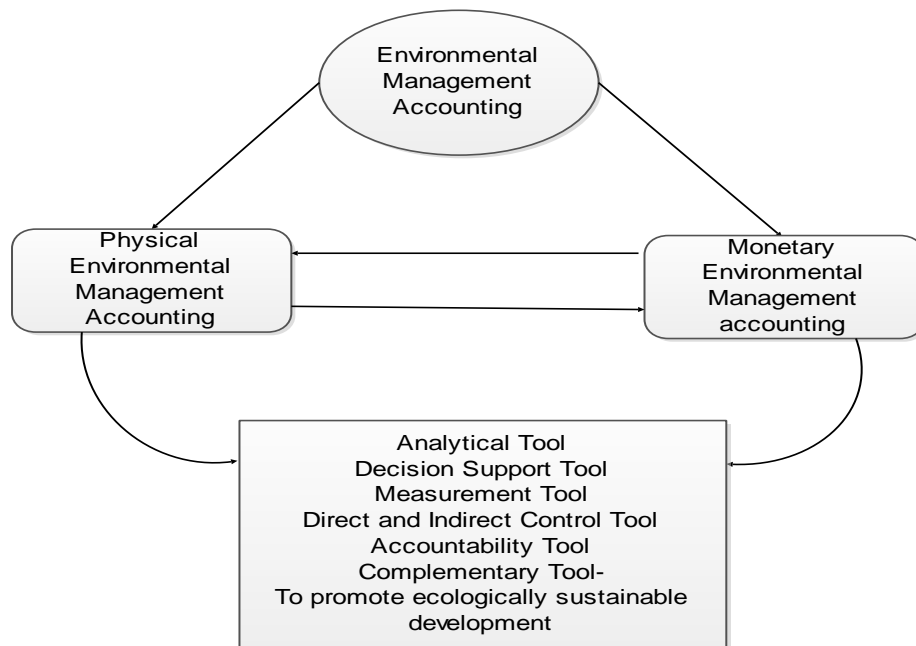 Environmental
Management
Accounting
Physical
Environmental
Management
Accounting
Monetary
Environmental
Management
accounting
Analytical Tool
Decision Support Tool
Measurement Tool
Direct and Indirect Control Tool
Accountability Tool
Complementary Tool-
To promote ecologically sustainable
development